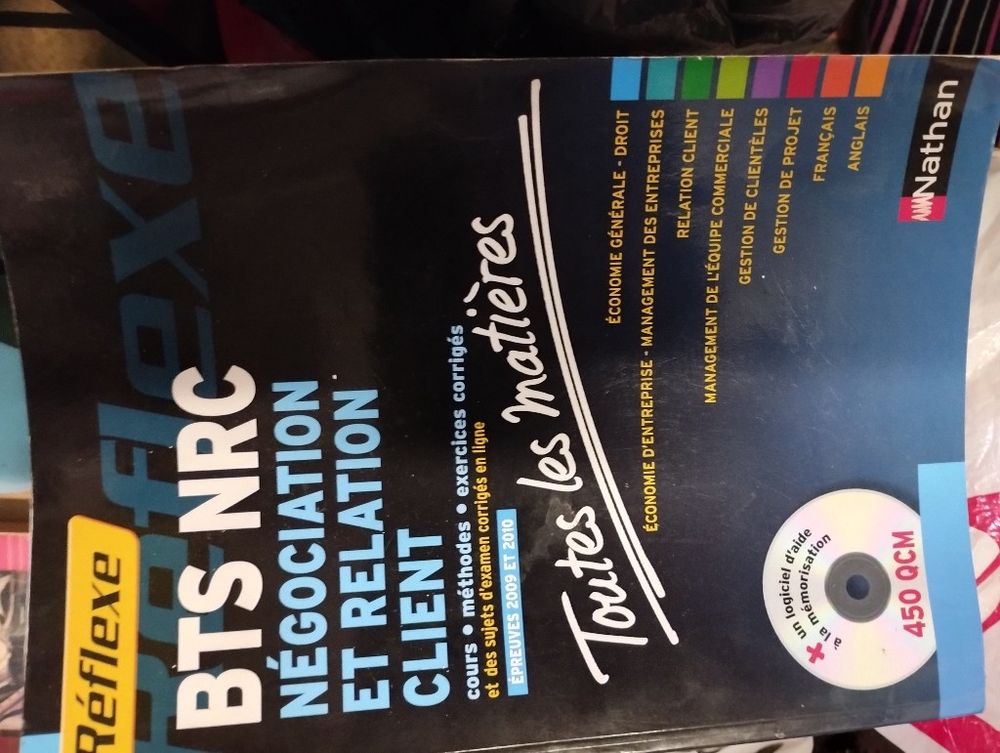 Réflexe
Réflexe
BTS NRC
NÉGOCIATION
ET RELATION
CLIENT
cours • méthodes • exercices corrigés
et des sujets d'examen corrigés en ligne
ÉPREUVES 2009 ET 2010
Toutes les matières
ÉCONOMIE GÉNÉRALE - DROIT
ÉCONOMIE D'ENTREPRISE - MANAGEMENT DES ENTREPRISES
RELATION CLIENT
MANAGEMENT DE L'ÉQUIPE COMMERCIALE
GESTION DE CLIENTÈLES
GESTION DE PROJET
FRANÇAIS
ANGLAIS
+ un logiciel d'aide
à la mémorisation
450 QCM
Nathan